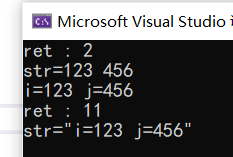 Microsoft Visual Studio
ret : 2
str=123 456
i=123 j=456
ret : 11
str="i=123 j=456"